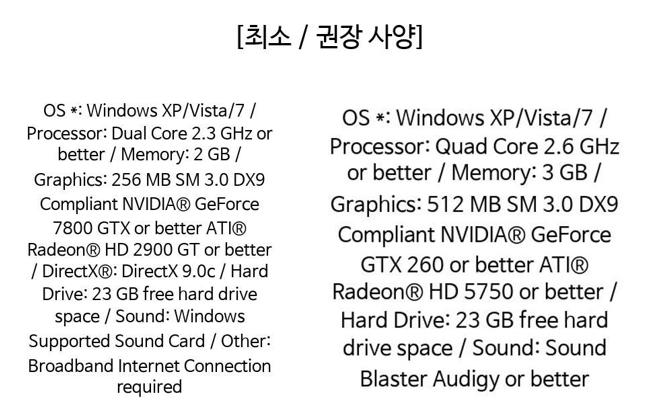 [최소 / 권장 사양]
OS *: Windows XP/Vista/7 /
Processor: Dual Core 2.3 GHz or
better / Memory: 2 GB /
Graphics: 256 MB SM 3.0 DX9
Compliant NVIDIA® GeForce
7800 GTX or better ATI®
Radeon® HD 2900 GT or better
/ DirectX®: DirectX 9.0c / Hard
Drive: 23 GB free hard drive
space / Sound: Windows
Supported Sound Card / Other:
Broadband Internet Connection
required
OS *: Windows XP/Vista/7 /
Processor: Quad Core 2.6 GHz
or better / Memory: 3 GB /
Graphics: 512 MB SM 3.0 DX9
Compliant NVIDIA® GeForce
GTX 260 or better ATI®
Radeon® HD 5750 or better /
Hard Drive: 23 GB free hard
drive space / Sound: Sound
Blaster Audigy or better